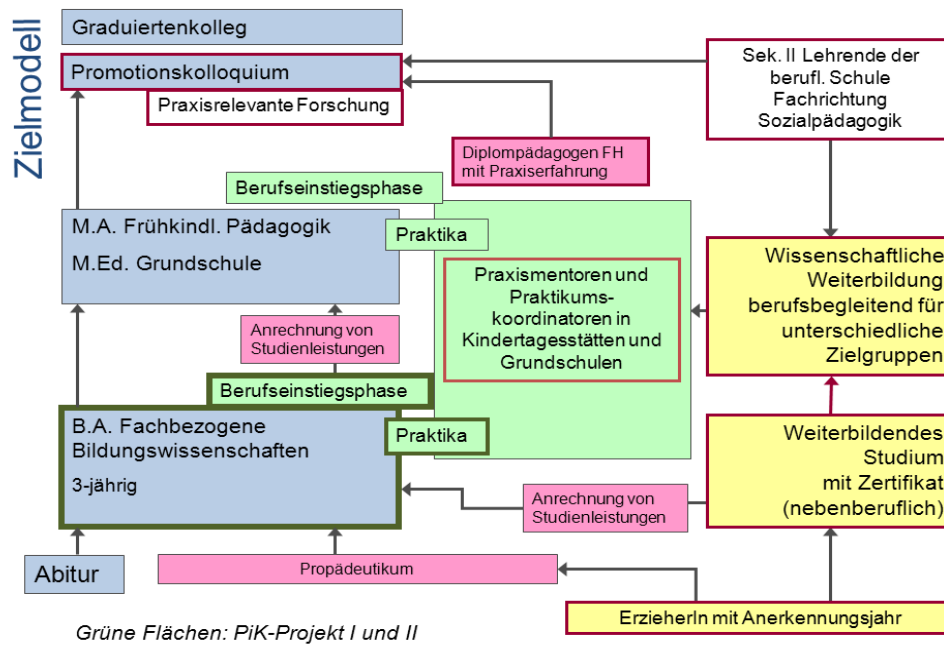 Zielmodell
Graduiertenkolleg
Promotionskolloquium
Praxisrelevante Forschung
Sek. II Lehrende der
berufl. Schule
Fachrichtung
Sozialpädagogik
Diplompädagogen FH
mit Praxiserfahrung
Berufseinstiegsphase
M.A. Frühkindl. Pädagogik
M.Ed. Grundschule
Praktika
Praxismentoren und
Praktikums-
koordinatoren in
Kindertagesstätten und
Grundschulen
Wissenschaftliche
Weiterbildung
berufsbegleitend für
unterschiedliche
Zielgruppen
Anrechnung von
Studienleistungen
Berufseinstiegsphase
B.A. Fachbezogene
Bildungswissenschaften
3-jährig
Praktika
Weiterbildendes
Studium
mit Zertifikat
(nebenberuflich)
Anrechnung von
Studienleistungen
Abitur
Propädeutikum
ErzieherIn mit Anerkennungsjahr
Grüne Flächen: PiK-Projekt I und II